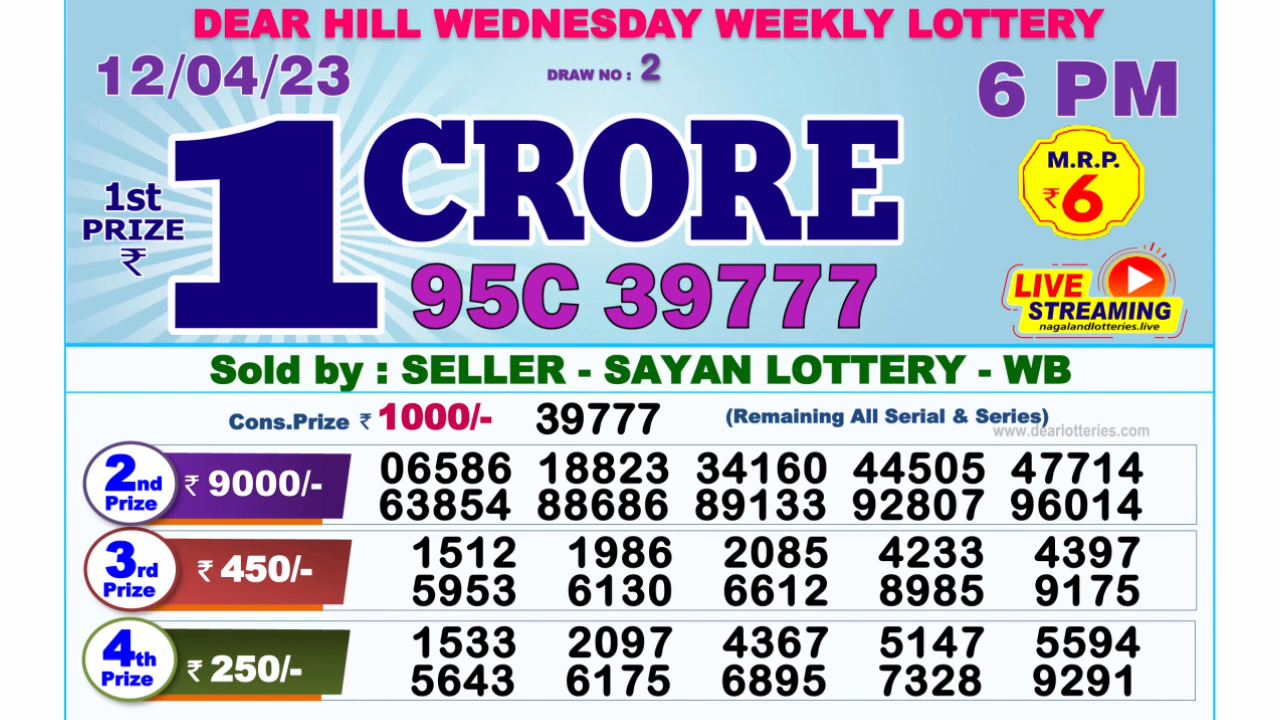 DEAR HILL WEDNESDAY WEEKLY LOTTERY
12/04/23
DRAW NO : 2
6 PM
1st
PRIZE
₹
1 CRORE
95C 39777
M.R.P.
₹6
LIVE
STREAMING
nagalandlotteries.live
Sold by : SELLER - SAYAN LOTTERY - WB
Cons.Prize ₹ 1000/- 39777 (Remaining All Serial & Series)
www.dearlotteries.com
2nd
Prize
₹ 9000/-
06586 18823 34160 44505 47714
63854 88686 89133 92807 96014
3rd
Prize
₹ 450/-
1512 1986 2085 4233 4397
5953 6130 6612 8985 9175
4th
Prize
₹ 250/-
1533 2097 4367 5147 5594
5643 6175 6895 7328 9291